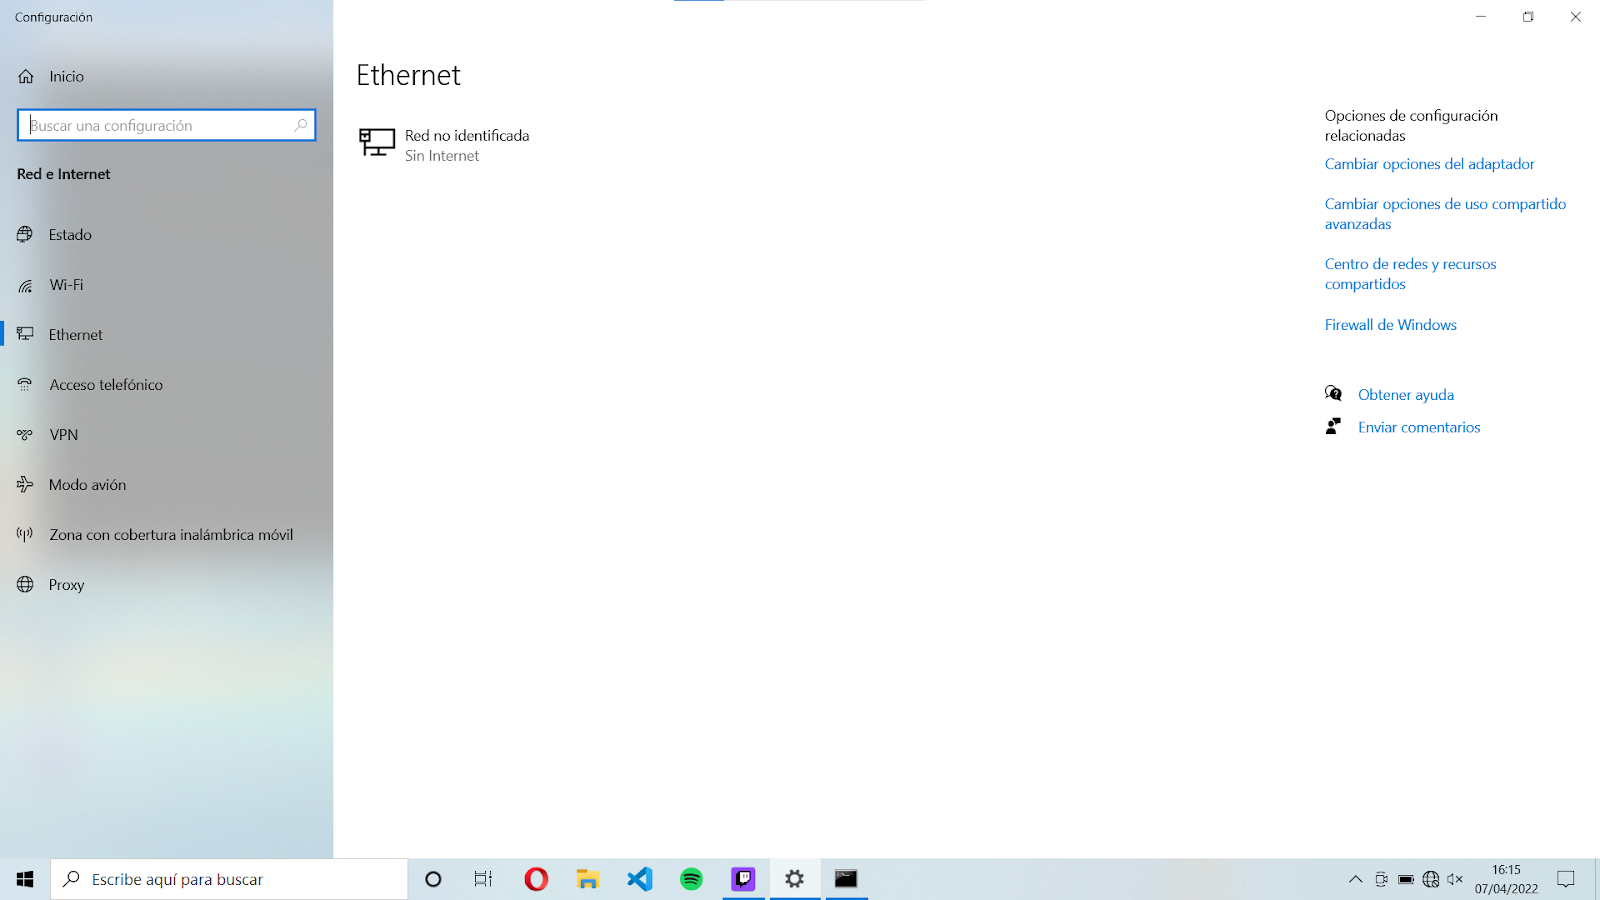 Configuración
Inicio
Buscar una configuración
Red e Internet
Estado
Wi-Fi
Ethernet
Acceso telefónico
VPN
Modo avión
Zona con cobertura inalámbrica móvil
Proxy
Ethernet
Red no identificada
Sin Internet
Opciones de configuración
relacionadas
Cambiar opciones del adaptador
Cambiar opciones de uso compartido
avanzadas
Centro de redes y recursos
compartidos
Firewall de Windows
Obtener ayuda
Enviar comentarios
Escribe aquí para buscar
16:15
07/04/2022